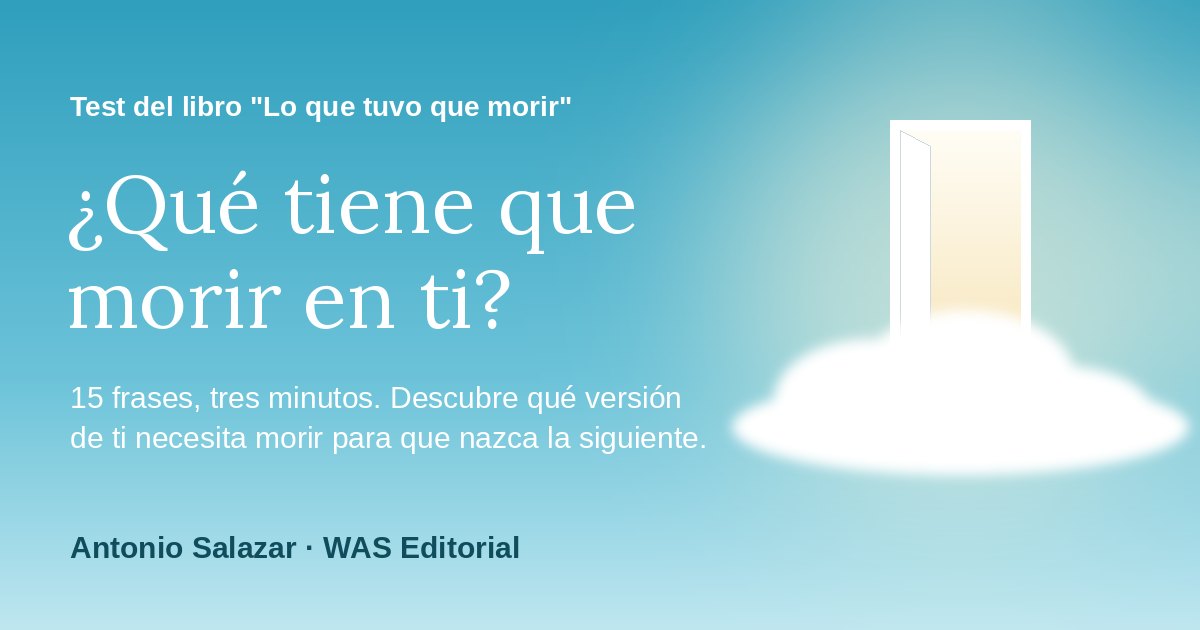 Test del libro "Lo que tuvo que morir"
¿Qué tiene que
morir en ti?
15 frases, tres minutos. Descubre qué versión
de ti necesita morir para que nazca la siguiente.
Antonio Salazar · WAS Editorial